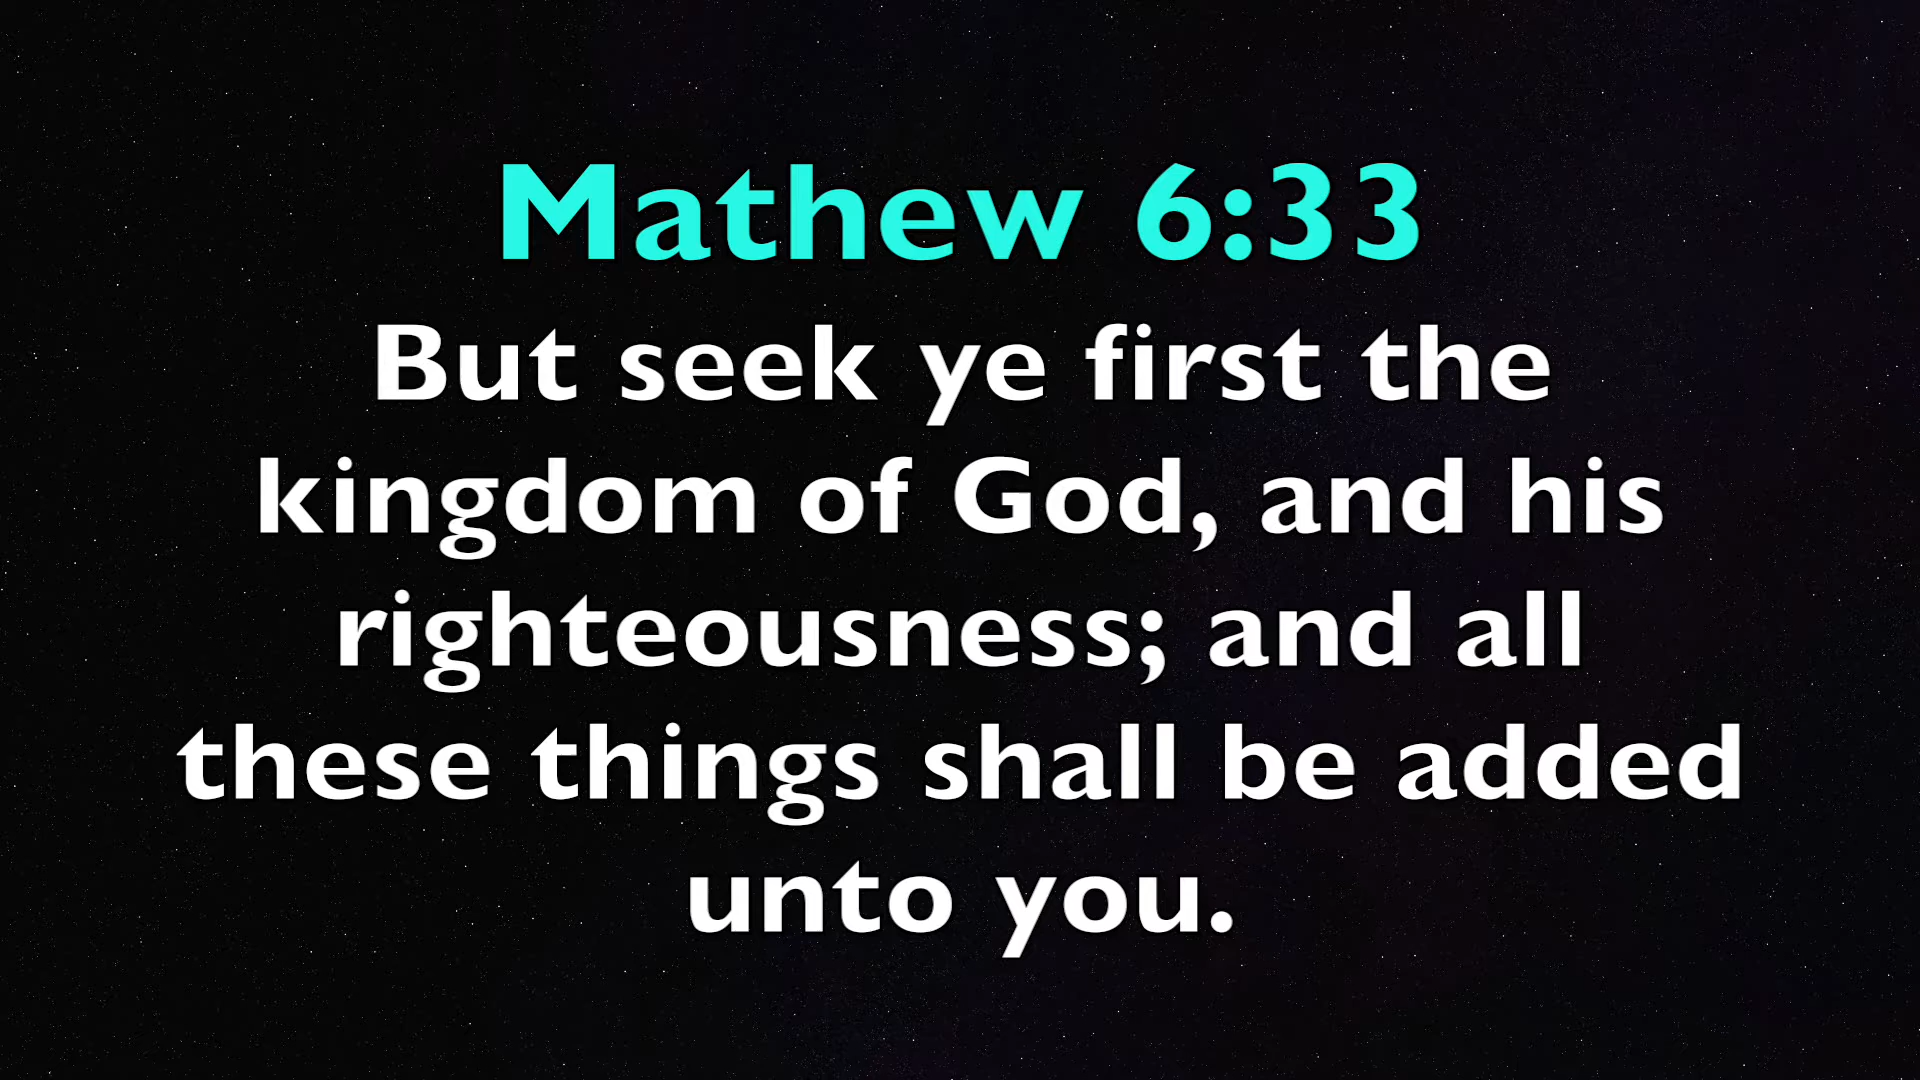 Mathew 6:33
But seek ye first the
kingdom of God, and his
righteousness; and all
these things shall be added
unto you.